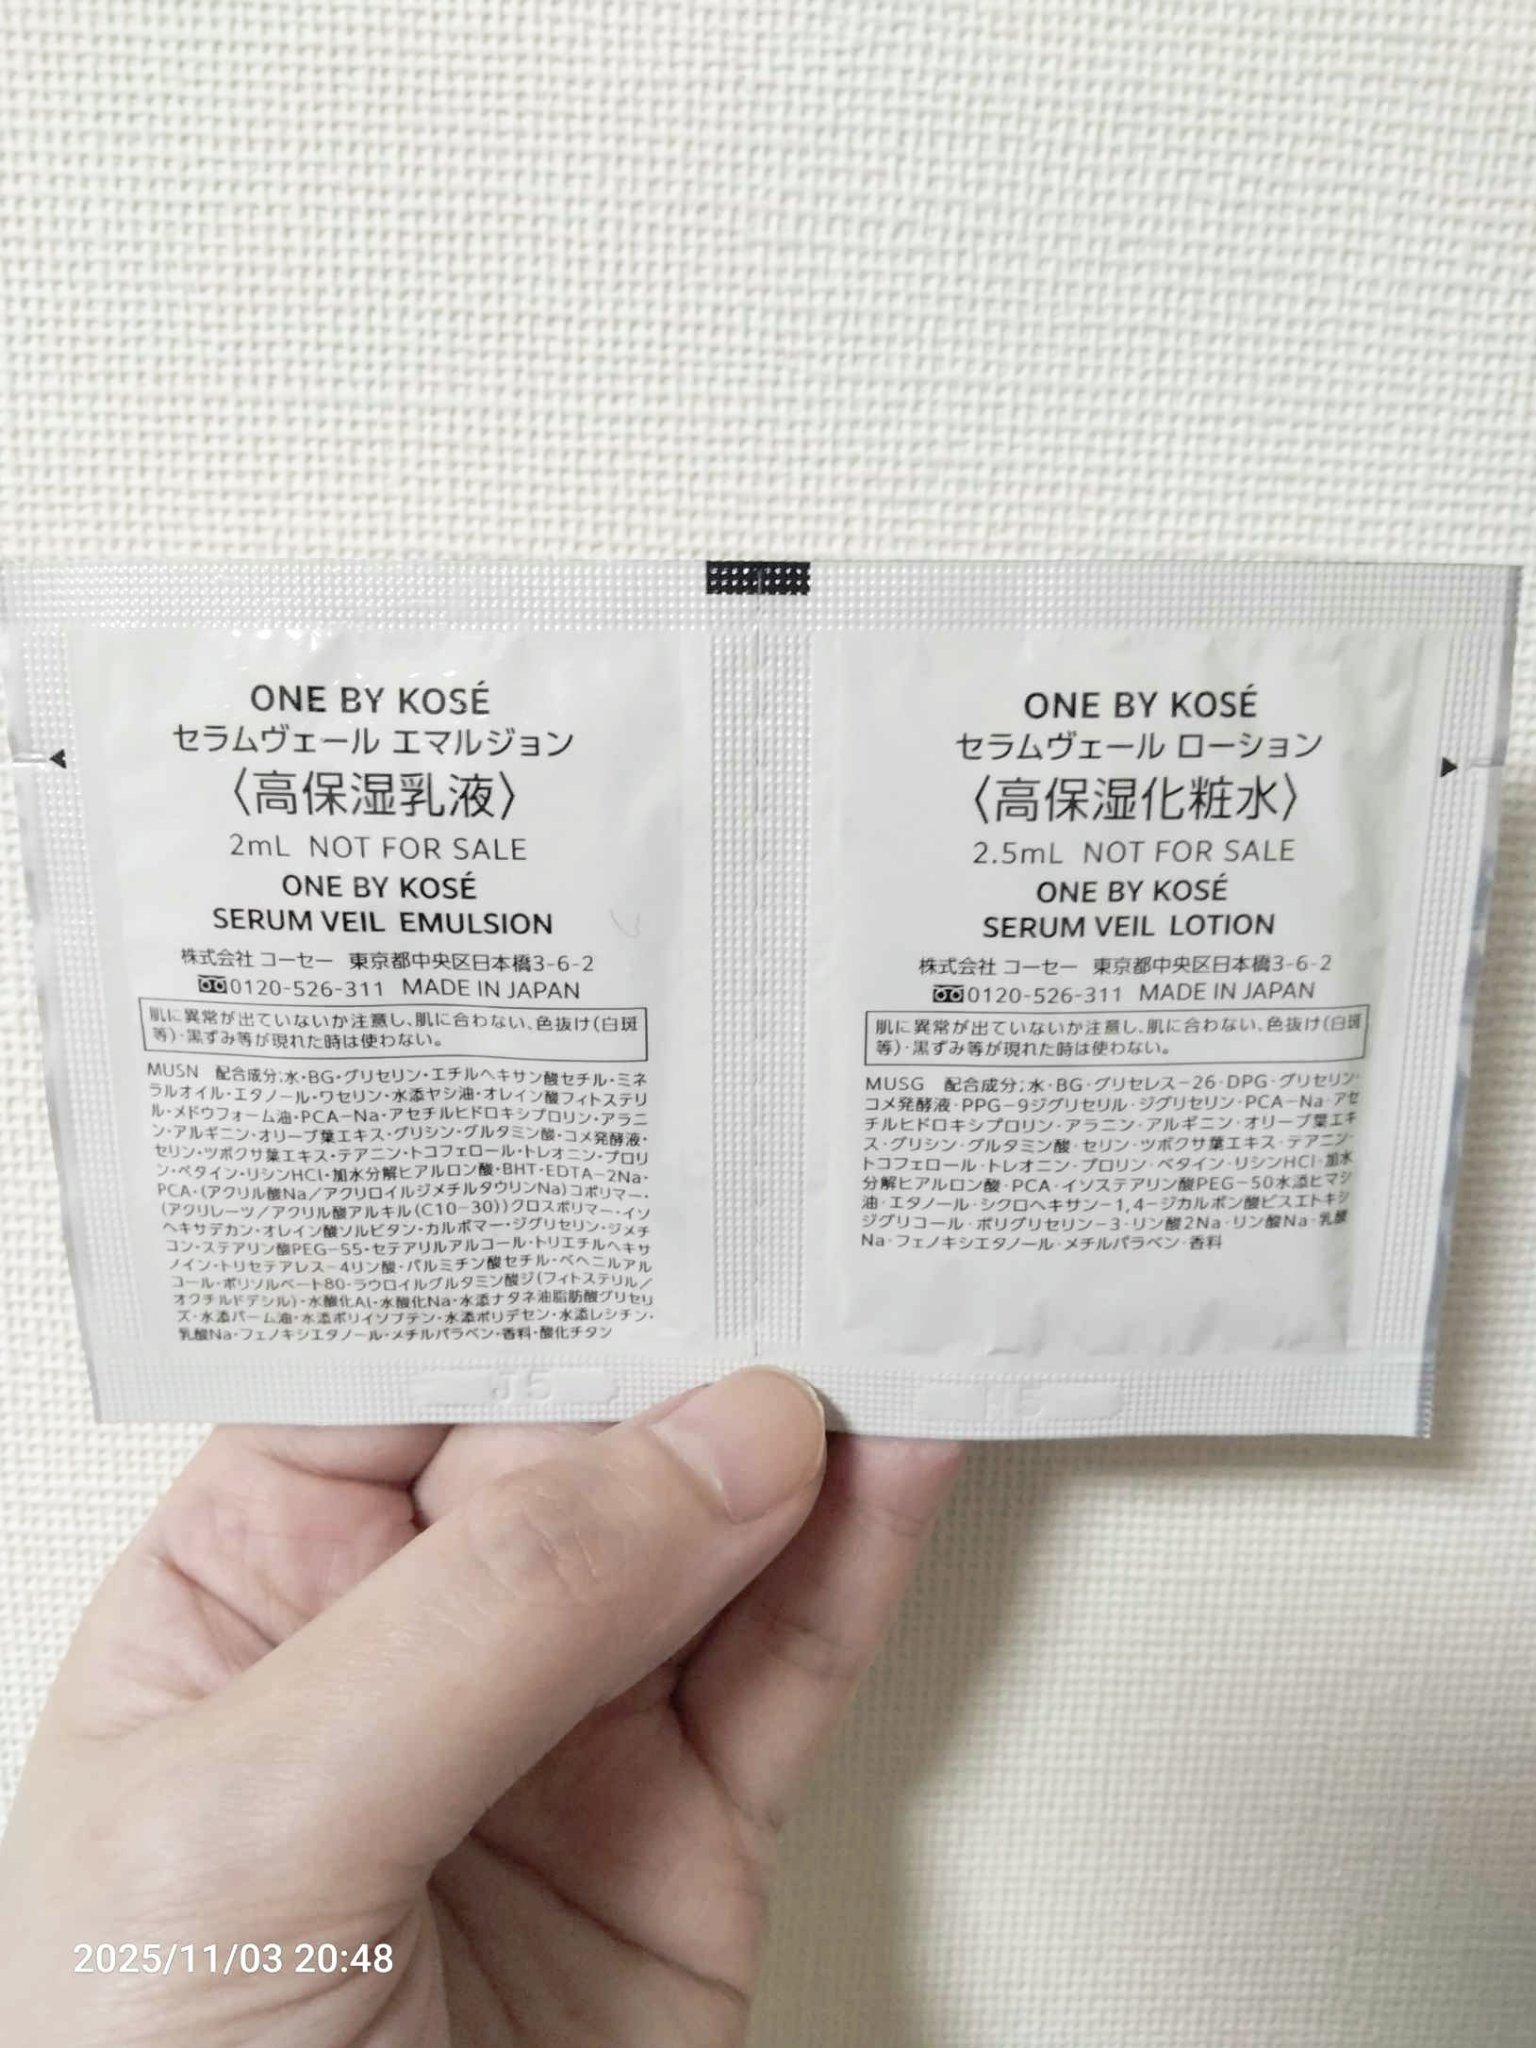 ONE BY KOSÉ
セラムヴェール エマルジョン
〈高保湿乳液〉
2mL NOT FOR SALE
ONE BY KOSÉ
SERUM VEIL EMULSION
株式会社 コーセー 東京都中央区日本橋3-6-2
0120-526-311 MADE IN JAPAN
肌に異常が出ていないか注意し、肌に合わない、色抜け(白斑
等)・黒ずみ等が現れた時は使わない。
MUSN 配合成分;水・BG・グリセリン・エチルヘキサン酸セチル・ミネ
ラルオイル・エタノール・ワセリン・水添ヤシ油・オレイン酸フィトステリ
ル・メドウフォーム油・PCA-Na・アセチルヒドロキシプロリン・アラニ
ン・アルギニン・オリーブ葉エキス・グリシン・グルタミン酸・コメ発酵液・
セリン・ツボクサ葉エキス・テアニン・トコフェロール・トレオニン・プロリ
ン・ベタイン・リシンHCl・加水分解ヒアルロン酸・BHT・EDTA-2Na・
PCA・(アクリル酸Na/アクリロイルジメチルタウリンNa)コポリマー・
(アクリレーツ/アクリル酸アルキル(C10-30))クロスポリマー・イソ
ヘキサデカン・オレイン酸ソルビタン・カルボマー・ジグリセリン・ジメチ
コン・ステアリン酸PEG-55・セテアリルアルコール・トリエチルヘキサ
ノイン・トリセテアレス-4リン酸・パルミチン酸セチル・ベヘニルアル
コール・ポリソルベート80・ラウロイルグルタミン酸ジ(フィトステリル/
オクチルドデシル)・水酸化Al・水酸化Na・水添ナタネ油脂肪酸グリセリ
ズ・水添パーム油・水添ポリイソブテン・水添ポリデセン・水添レシチン・
乳酸Na・フェノキシエタノール・メチルパラベン・香料・酸化チタン
J5
ONE BY KOSÉ
セラムヴェール ローション
〈高保湿化粧水〉
2.5mL NOT FOR SALE
ONE BY KOSÉ
SERUM VEIL LOTION
株式会社 コーセー 東京都中央区日本橋3-6-2
0120-526-311 MADE IN JAPAN
肌に異常が出ていないか注意し、肌に合わない、色抜け(白斑
等)・黒ずみ等が現れた時は使わない。
MUSG 配合成分;水・BG・グリセレス-26・DPG・グリセリン・
コメ発酵液・PPG-9ジグリセリル・ジグリセリン・PCA-Na・アセ
チルヒドロキシプロリン・アラニン・アルギニン・オリーブ葉エキ
ス・グリシン・グルタミン酸・セリン・ツボクサ葉エキス・テアニン・
トコフェロール・トレオニン・プロリン・ベタイン・リシンHCl・加水
分解ヒアルロン酸・PCA・イソステアリン酸PEG-50水添ヒマシ
油・エタノール・シクロヘキサン-1,4-ジカルボン酸ビスエトキシ
ジグリコール・ポリグリセリン-3・リン酸2Na・リン酸Na・乳酸
Na・フェノキシエタノール・メチルパラベン・香料
2025/11/03 20:48